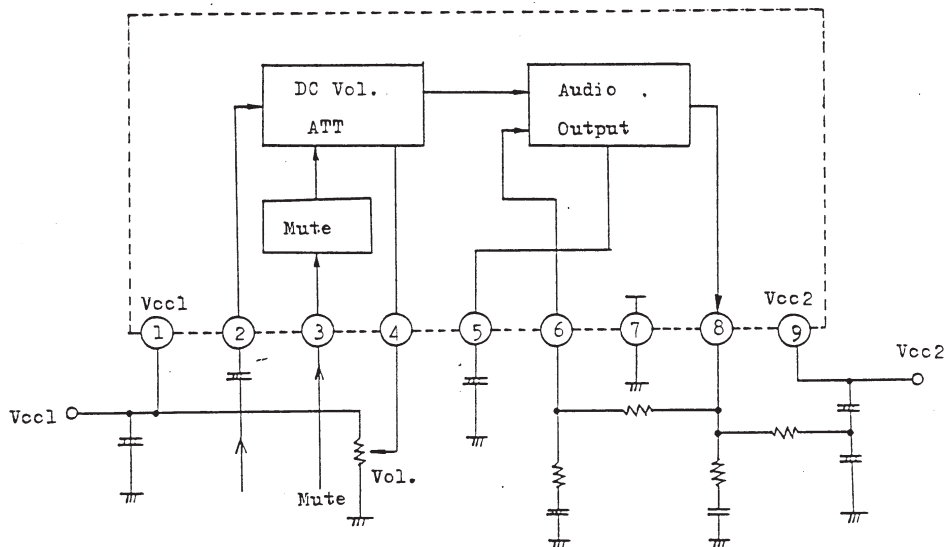 DC Vol.
ATT
Audio .
Output
Mute
Vcc1
Vcc2
1
2
3
4
5
6
7
8
9
Vcc2
Vcc1
Vol.
Mute